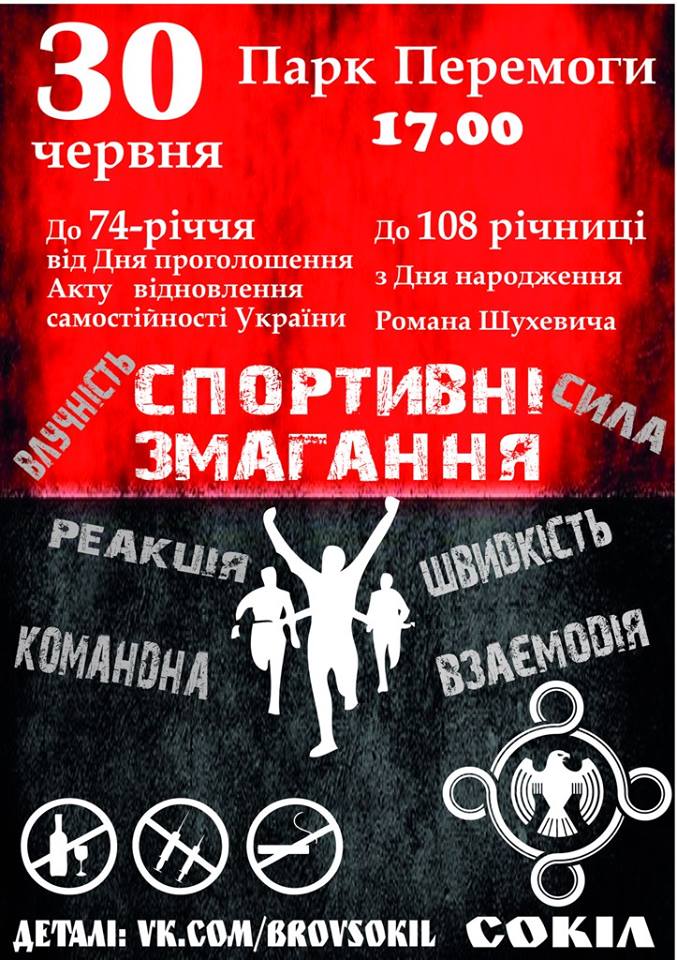 30
червня
Парк Перемоги
17.00
До 74-річчя
від Дня проголошення
Акту відновлення
самостійності України
До 108 річниці
з Дня народження
Романа Шухевича
ВЛУЧНІСТЬ
СПОРТИВНІ
ЗМАГАННЯ
СИЛА
РЕАКЦІЯ
ШВИДКІСТЬ
КОМАНДНА
ВЗАЄМОДІЯ
ДЕТАЛІ: VK.COM/BROVSOKIL
СОКІЛ